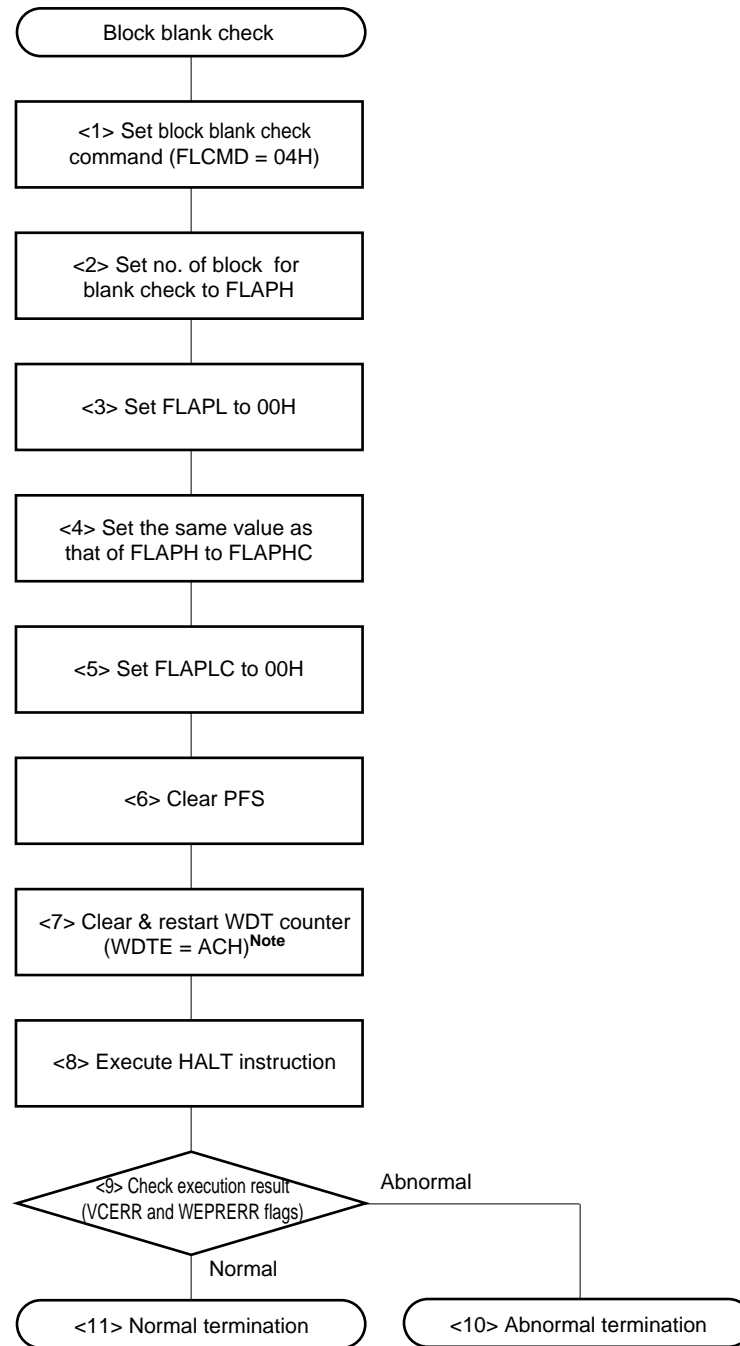 Block blank check
<1> Set block blank check
command (FLCMD = 04H)
<2> Set no. of block for
blank check to FLAPH
<3> Set FLAPL to 00H
<4> Set the same value as
that of FLAPH to FLAPHC
<5> Set FLAPLC to 00H
<6> Clear PFS
<7> Clear & restart WDT counter
(WDTE = ACH)Note
<8> Execute HALT instruction
<9> Check execution result
(VCERR and WEPRERR flags)
Abnormal
Normal
<11> Normal termination
<10> Abnormal termination